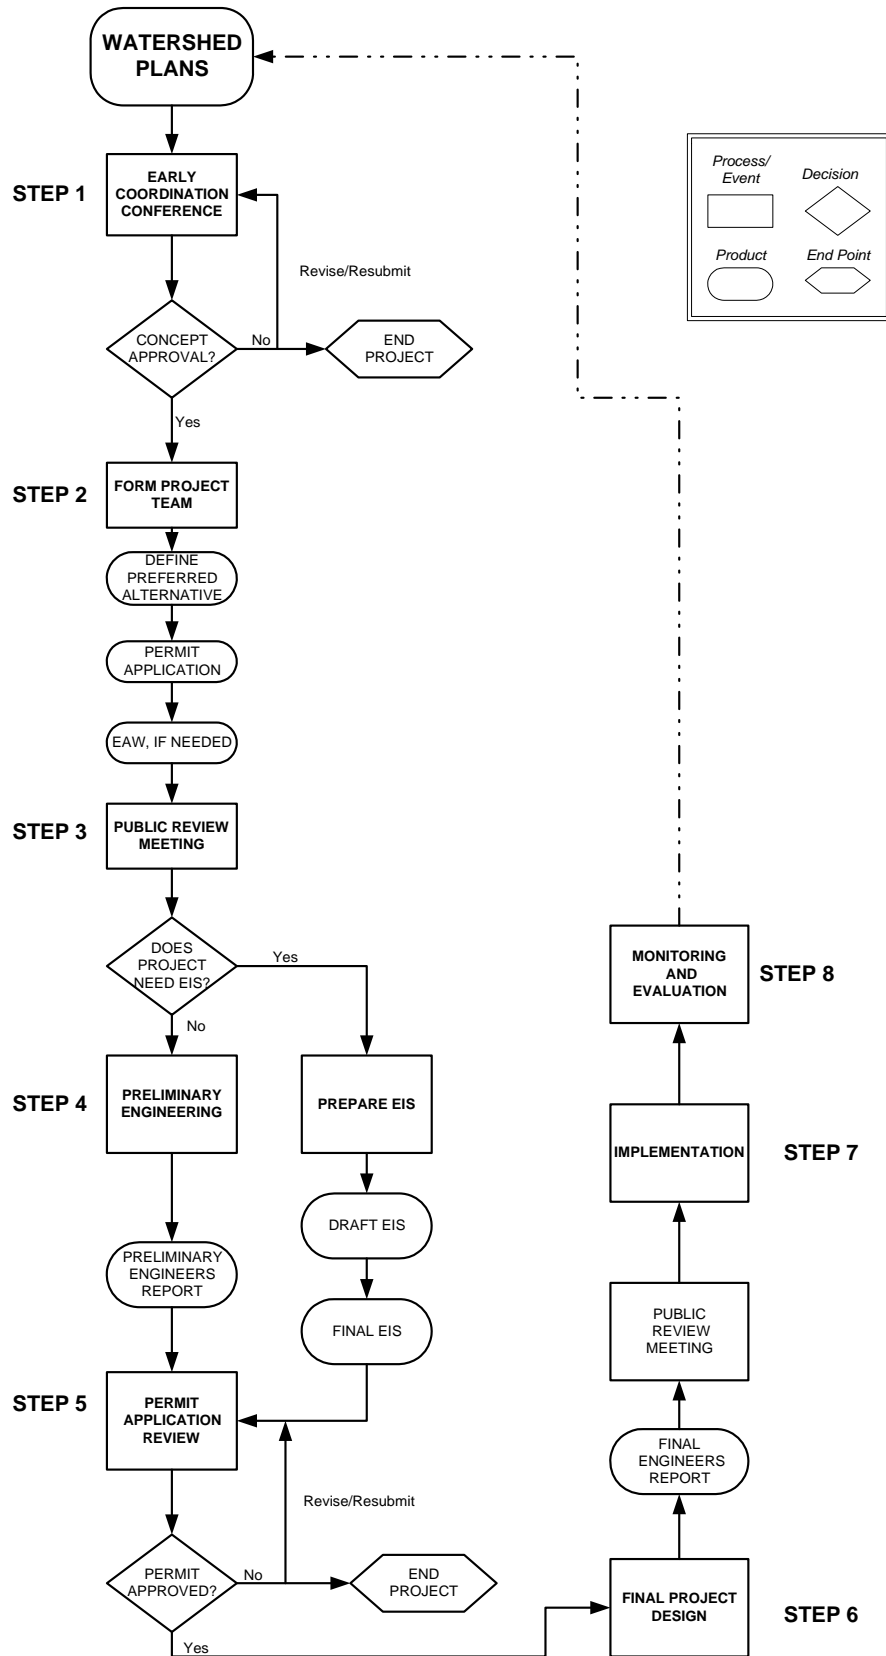 WATERSHED
PLANS
Process/
Event
Decision
Product
End Point
STEP 1
EARLY
COORDINATION
CONFERENCE
Revise/Resubmit
CONCEPT
APPROVAL?
No
END
PROJECT
Yes
STEP 2
FORM PROJECT
TEAM
DEFINE
PREFERRED
ALTERNATIVE
PERMIT
APPLICATION
EAW, IF NEEDED
STEP 3
PUBLIC REVIEW
MEETING
DOES
PROJECT
NEED EIS?
Yes
No
STEP 4
PRELIMINARY
ENGINEERING
PREPARE EIS
DRAFT EIS
PRELIMINARY
ENGINEERS
REPORT
FINAL EIS
STEP 5
PERMIT
APPLICATION
REVIEW
Revise/Resubmit
PERMIT
APPROVED?
No
END
PROJECT
Yes
FINAL PROJECT
DESIGN
STEP 6
FINAL
ENGINEERS
REPORT
PUBLIC
REVIEW
MEETING
IMPLEMENTATION
STEP 7
MONITORING
AND
EVALUATION
STEP 8